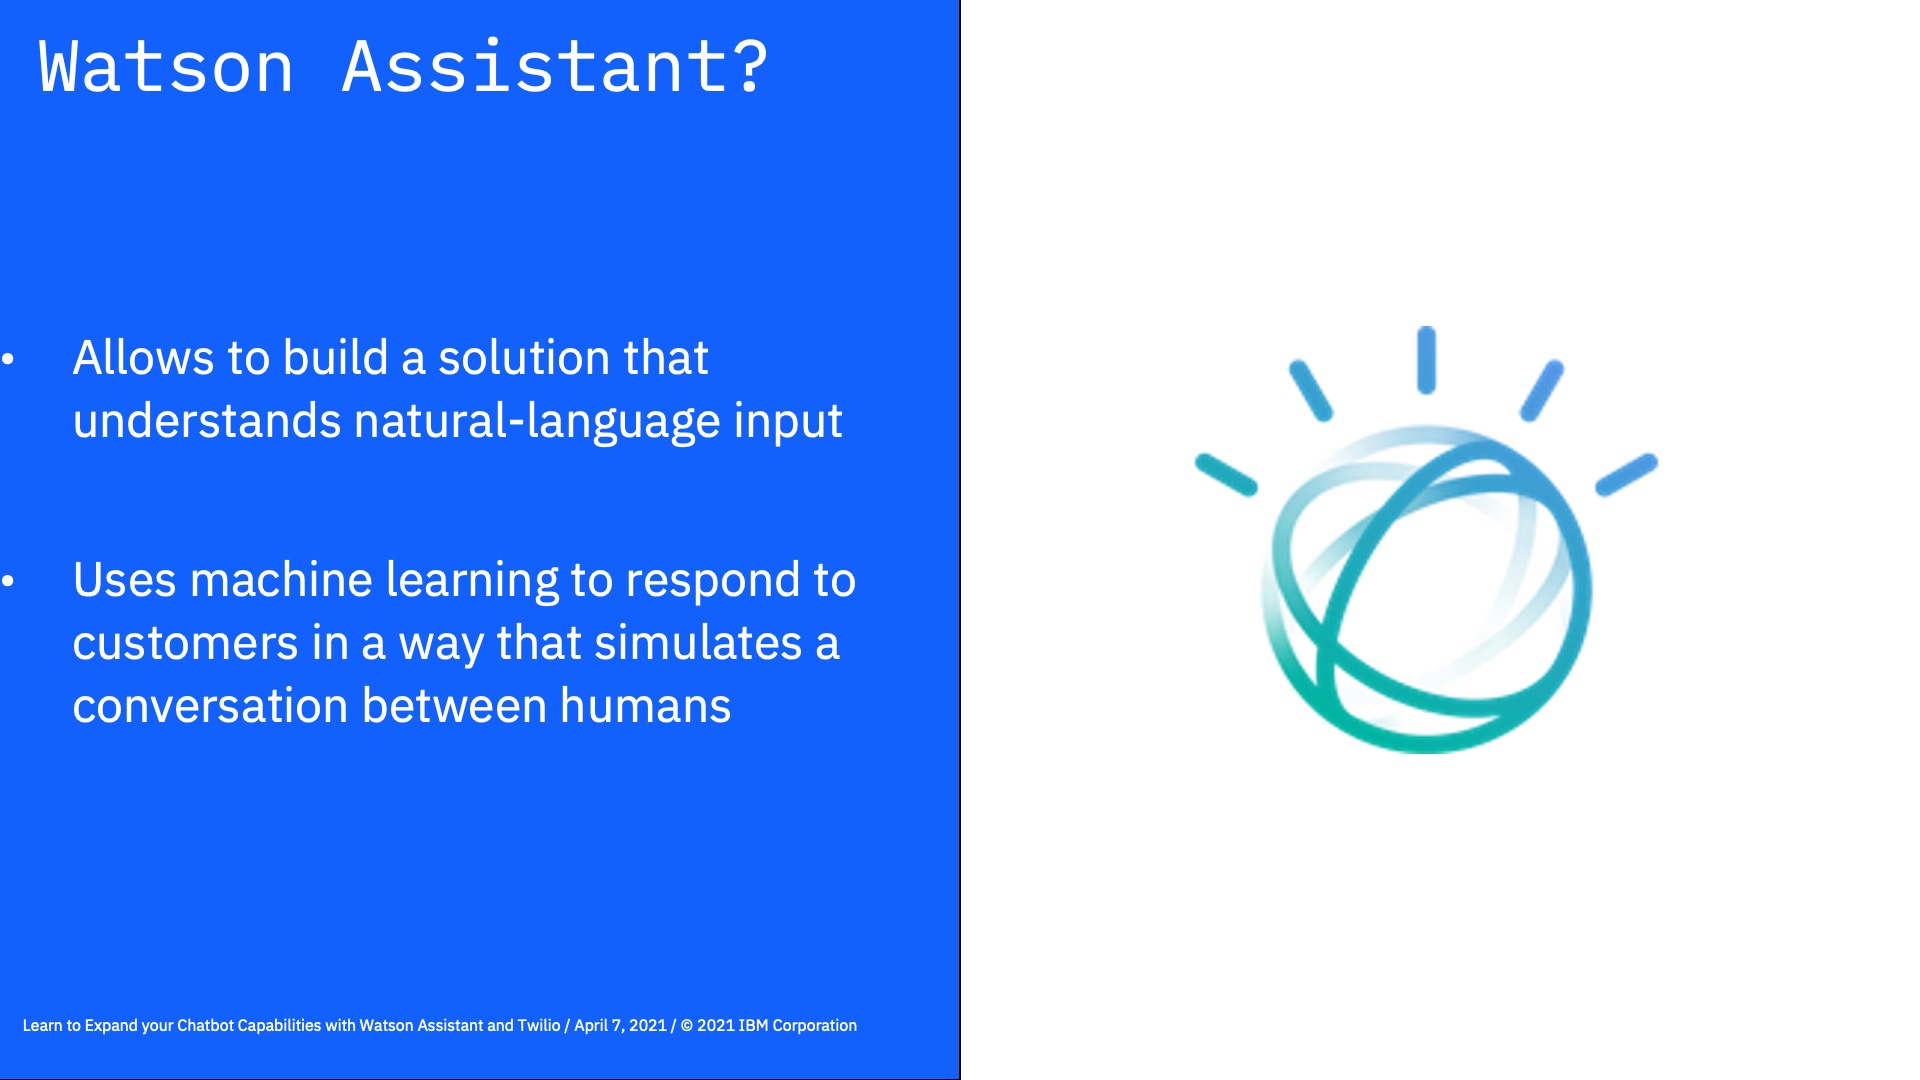 Watson Assistant?
• Allows to build a solution that
understands natural-language input
• Uses machine learning to respond to
customers in a way that simulates a
conversation between humans
Learn to Expand your Chatbot Capabilities with Watson Assistant and Twilio / April 7, 2021 / © 2021 IBM Corporation